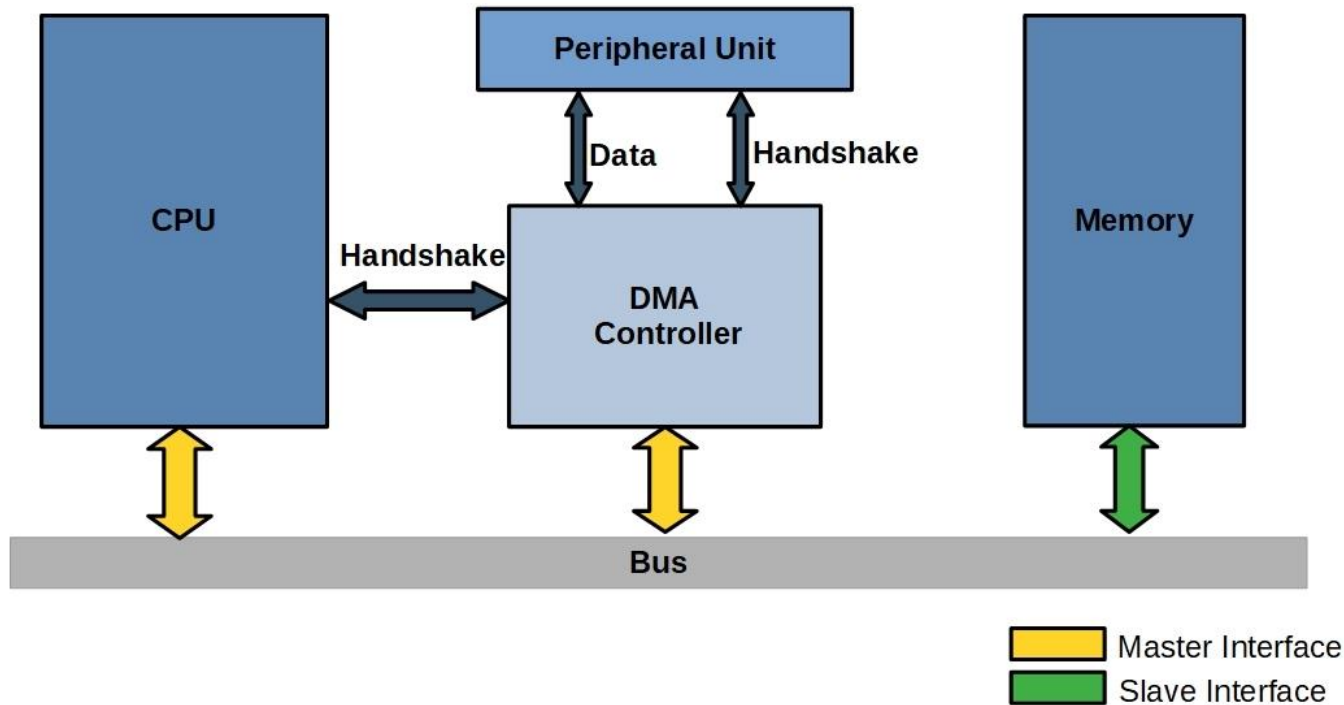 Peripheral Unit
Data
Handshake
CPU
Memory
Handshake
DMA
Controller
Bus
Master Interface
Slave Interface